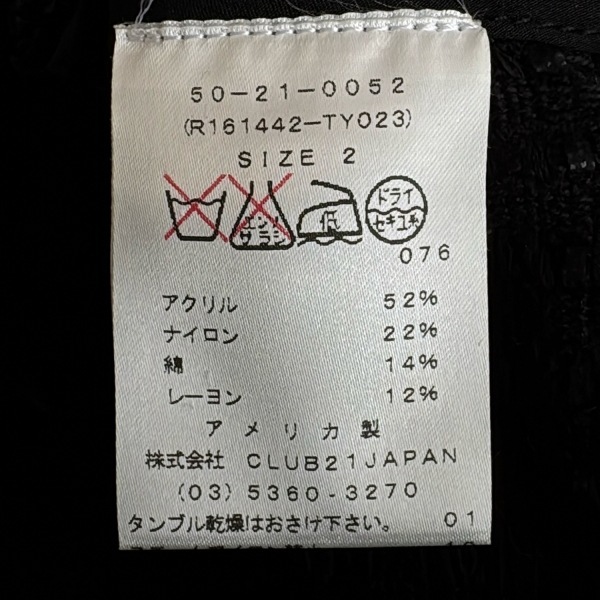 50-21-0052
(R161442-TY023)
SIZE 2
エンソ サラシ 低 ドライ セキユ系
076
アクリル 52%
ナイロン 22%
綿 14%
レーヨン 12%
アメリカ製
株式会社 CLUB21JAPAN
(03)5360-3270
タンブル乾燥はおさけ下さい。 01